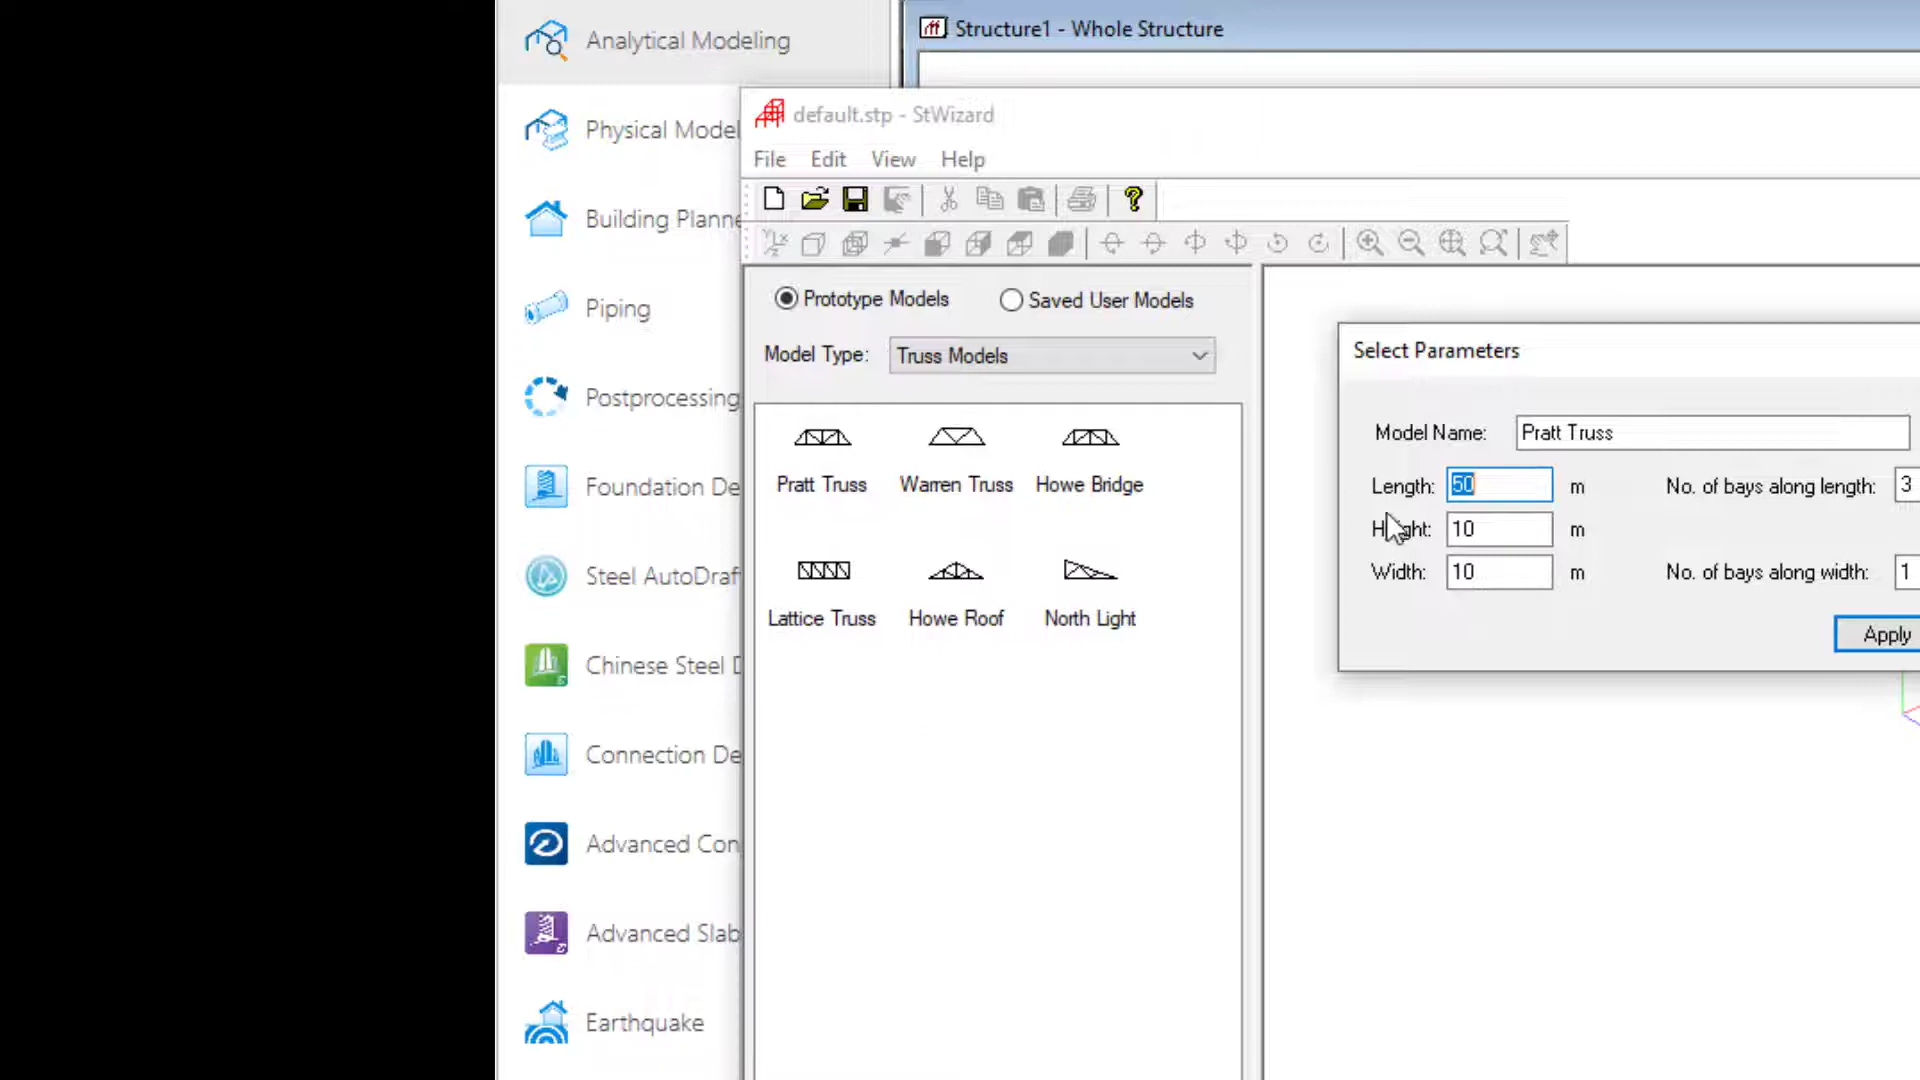 Analytical Modeling
Physical Model
Building Planne
Piping
Postprocessing
Foundation De
Steel AutoDraf
Chinese Steel D
Connection De
Advanced Con
Advanced Slab
Earthquake
Structure1 - Whole Structure
default.stp - StWizard
File Edit View Help
Prototype Models Saved User Models
Model Type: Truss Models
Pratt Truss Warren Truss Howe Bridge
Lattice Truss Howe Roof North Light
Select Parameters
Model Name: Pratt Truss
Length: 50 m No. of bays along length: 3
Height: 10 m
Width: 10 m No. of bays along width: 1
Apply